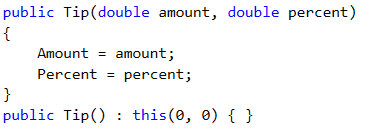 public Tip(double amount, double percent)
{
    Amount = amount;
    Percent = percent;
}
public Tip() : this(0, 0) { }